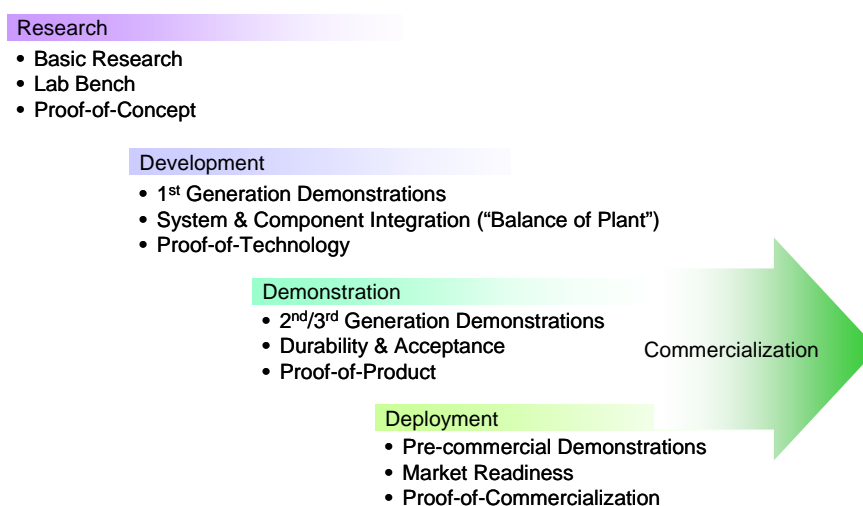 Research
• Basic Research
• Lab Bench
• Proof-of-Concept
Development
• 1st Generation Demonstrations
• System & Component Integration (“Balance of Plant”)
• Proof-of-Technology
Demonstration
• 2nd/3rd Generation Demonstrations
• Durability & Acceptance
• Proof-of-Product
Commercialization
Deployment
• Pre-commercial Demonstrations
• Market Readiness
• Proof-of-Commercialization